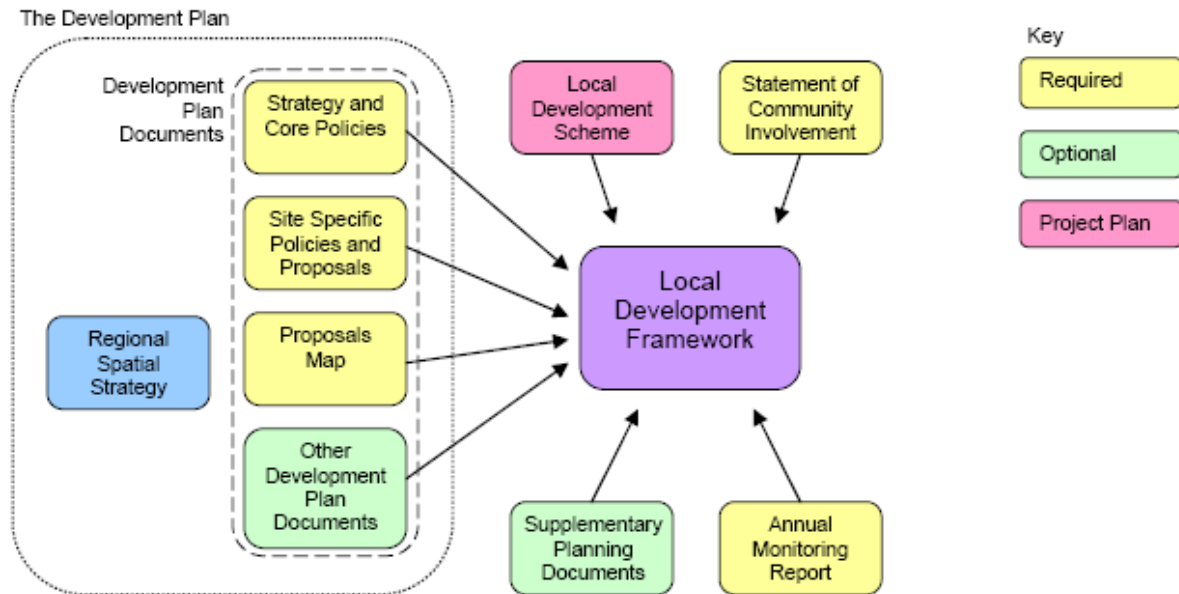 The Development Plan
Development
Plan
Documents
Strategy and
Core Policies
Site Specific
Policies and
Proposals
Regional
Spatial
Strategy
Proposals
Map
Other
Development
Plan
Documents
Local
Development
Scheme
Statement of
Community
Involvement
Local
Development
Framework
Supplementary
Planning
Documents
Annual
Monitoring
Report
Key
Required
Optional
Project Plan